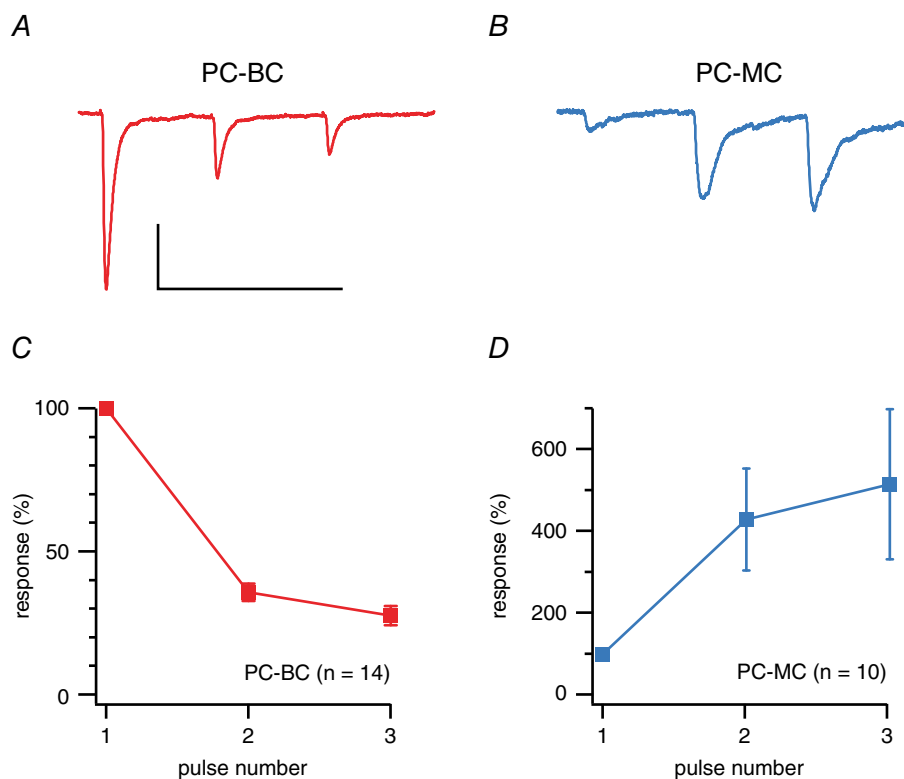 A
PC-BC
B
PC-MC
C
100
50
0
response (%)
PC-BC (n = 14)
1 2 3
pulse number
D
600
400
200
0
response (%)
PC-MC (n = 10)
1 2 3
pulse number